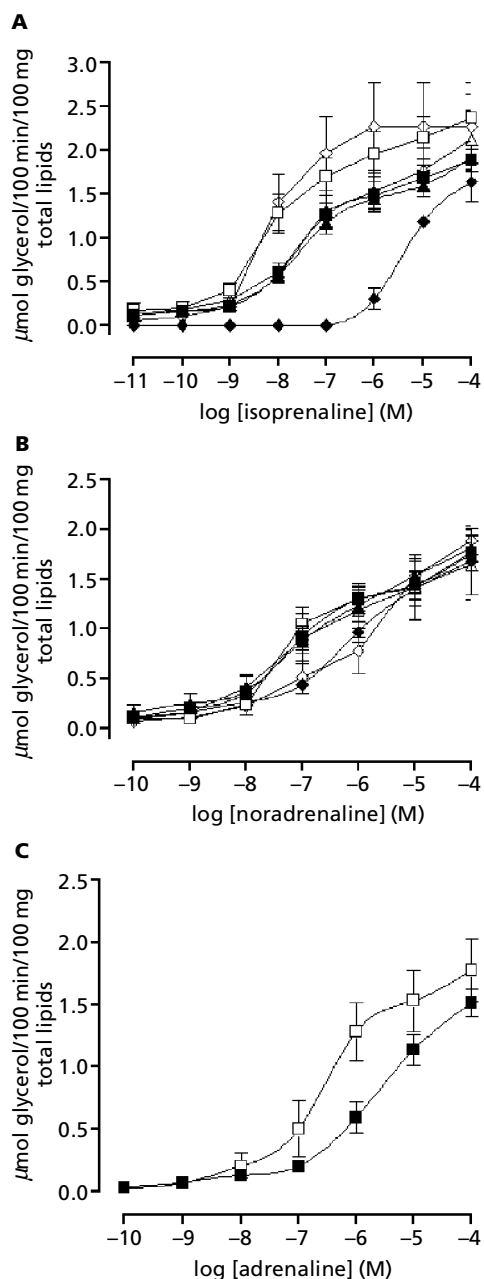 A
µmol glycerol/100 min/100 mg
total lipids
3.0
2.5
2.0
1.5
1.0
0.5
0.0
−11 −10 −9 −8 −7 −6 −5 −4
log [isoprenaline] (M)
B
µmol glycerol/100 min/100 mg
total lipids
2.5
2.0
1.5
1.0
0.5
0.0
−10 −9 −8 −7 −6 −5 −4
log [noradrenaline] (M)
C
µmol glycerol/100 min/100 mg
total lipids
2.5
2.0
1.5
1.0
0.5
0.0
−10 −9 −8 −7 −6 −5 −4
log [adrenaline] (M)